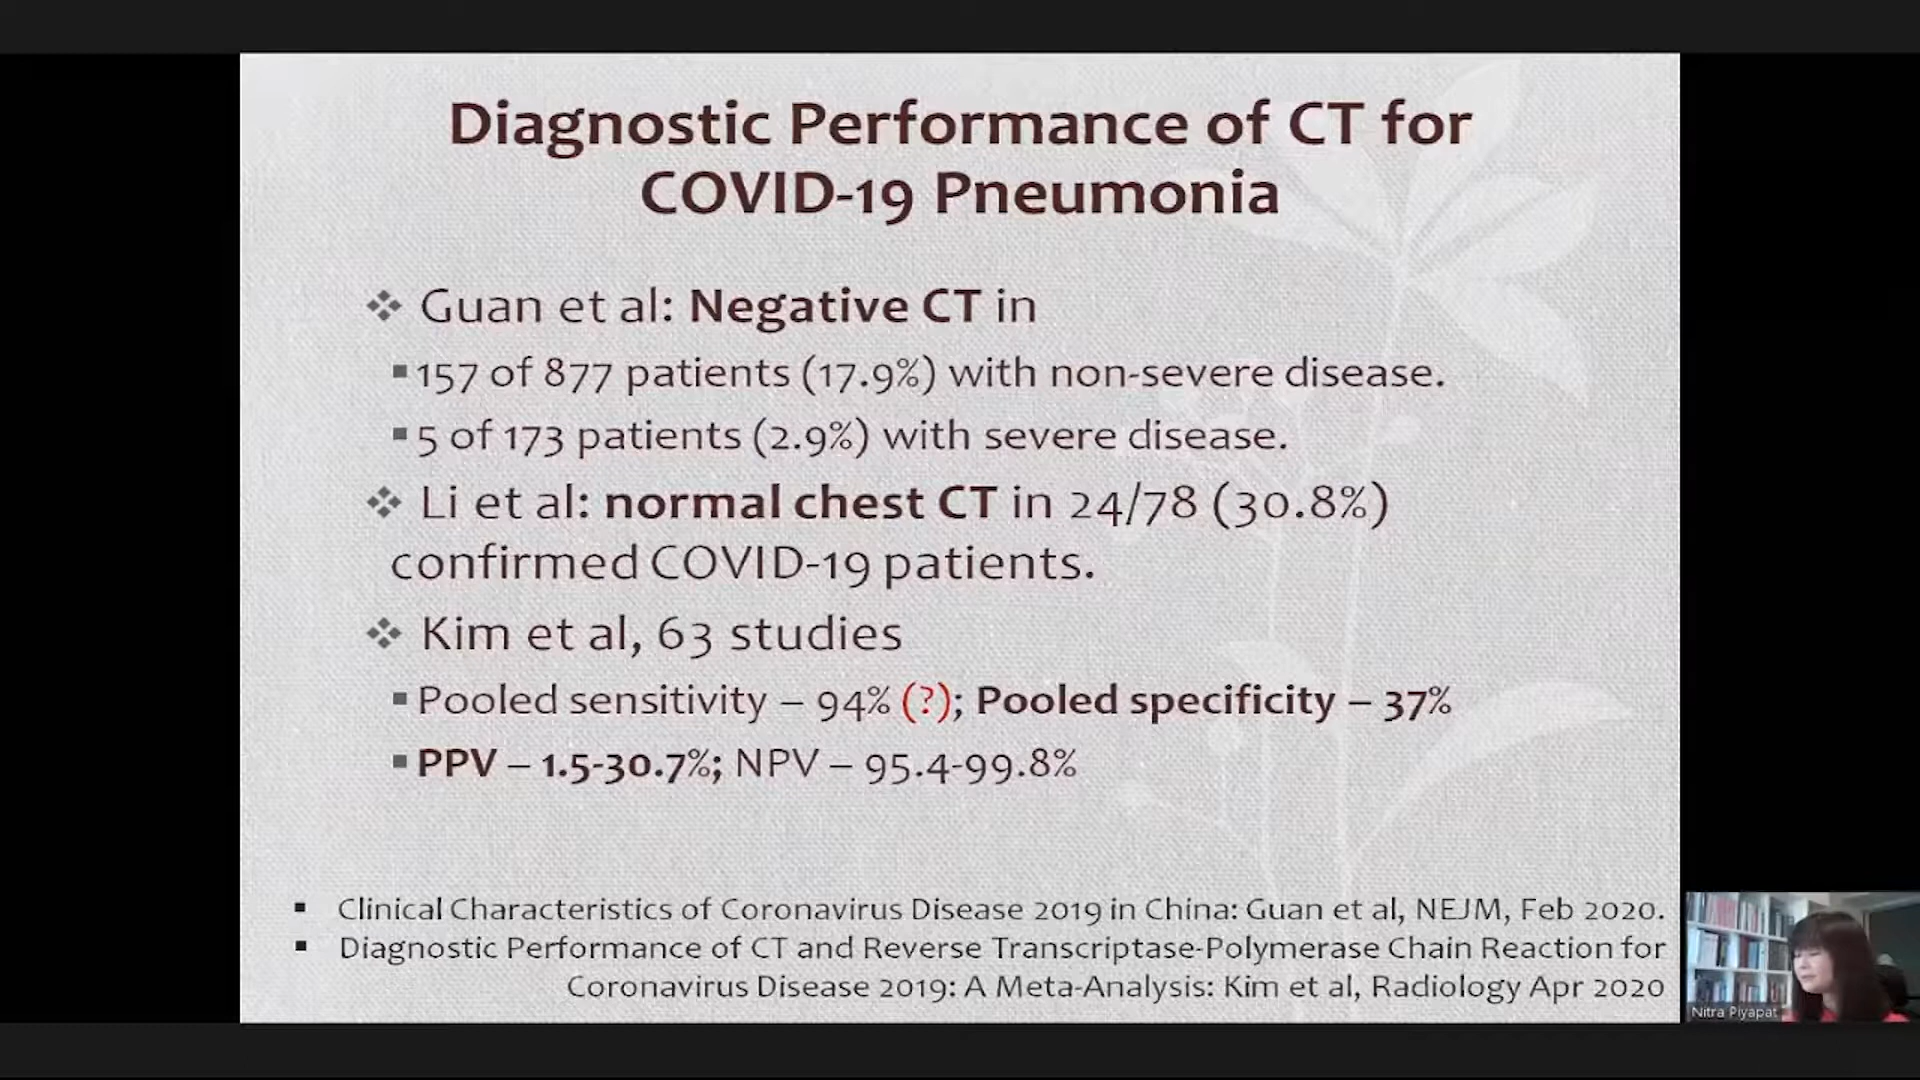 Diagnostic Performance of CT for
COVID-19 Pneumonia
Guan et al: Negative CT in
157 of 877 patients (17.9%) with non-severe disease.
5 of 173 patients (2.9%) with severe disease.
Li et al: normal chest CT in 24/78 (30.8%)
confirmed COVID-19 patients.
Kim et al, 63 studies
Pooled sensitivity – 94% (?); Pooled specificity – 37%
PPV – 1.5-30.7%; NPV – 95.4-99.8%
Clinical Characteristics of Coronavirus Disease 2019 in China: Guan et al, NEJM, Feb 2020.
Diagnostic Performance of CT and Reverse Transcriptase-Polymerase Chain Reaction for
Coronavirus Disease 2019: A Meta-Analysis: Kim et al, Radiology Apr 2020
Nitra Piyapat